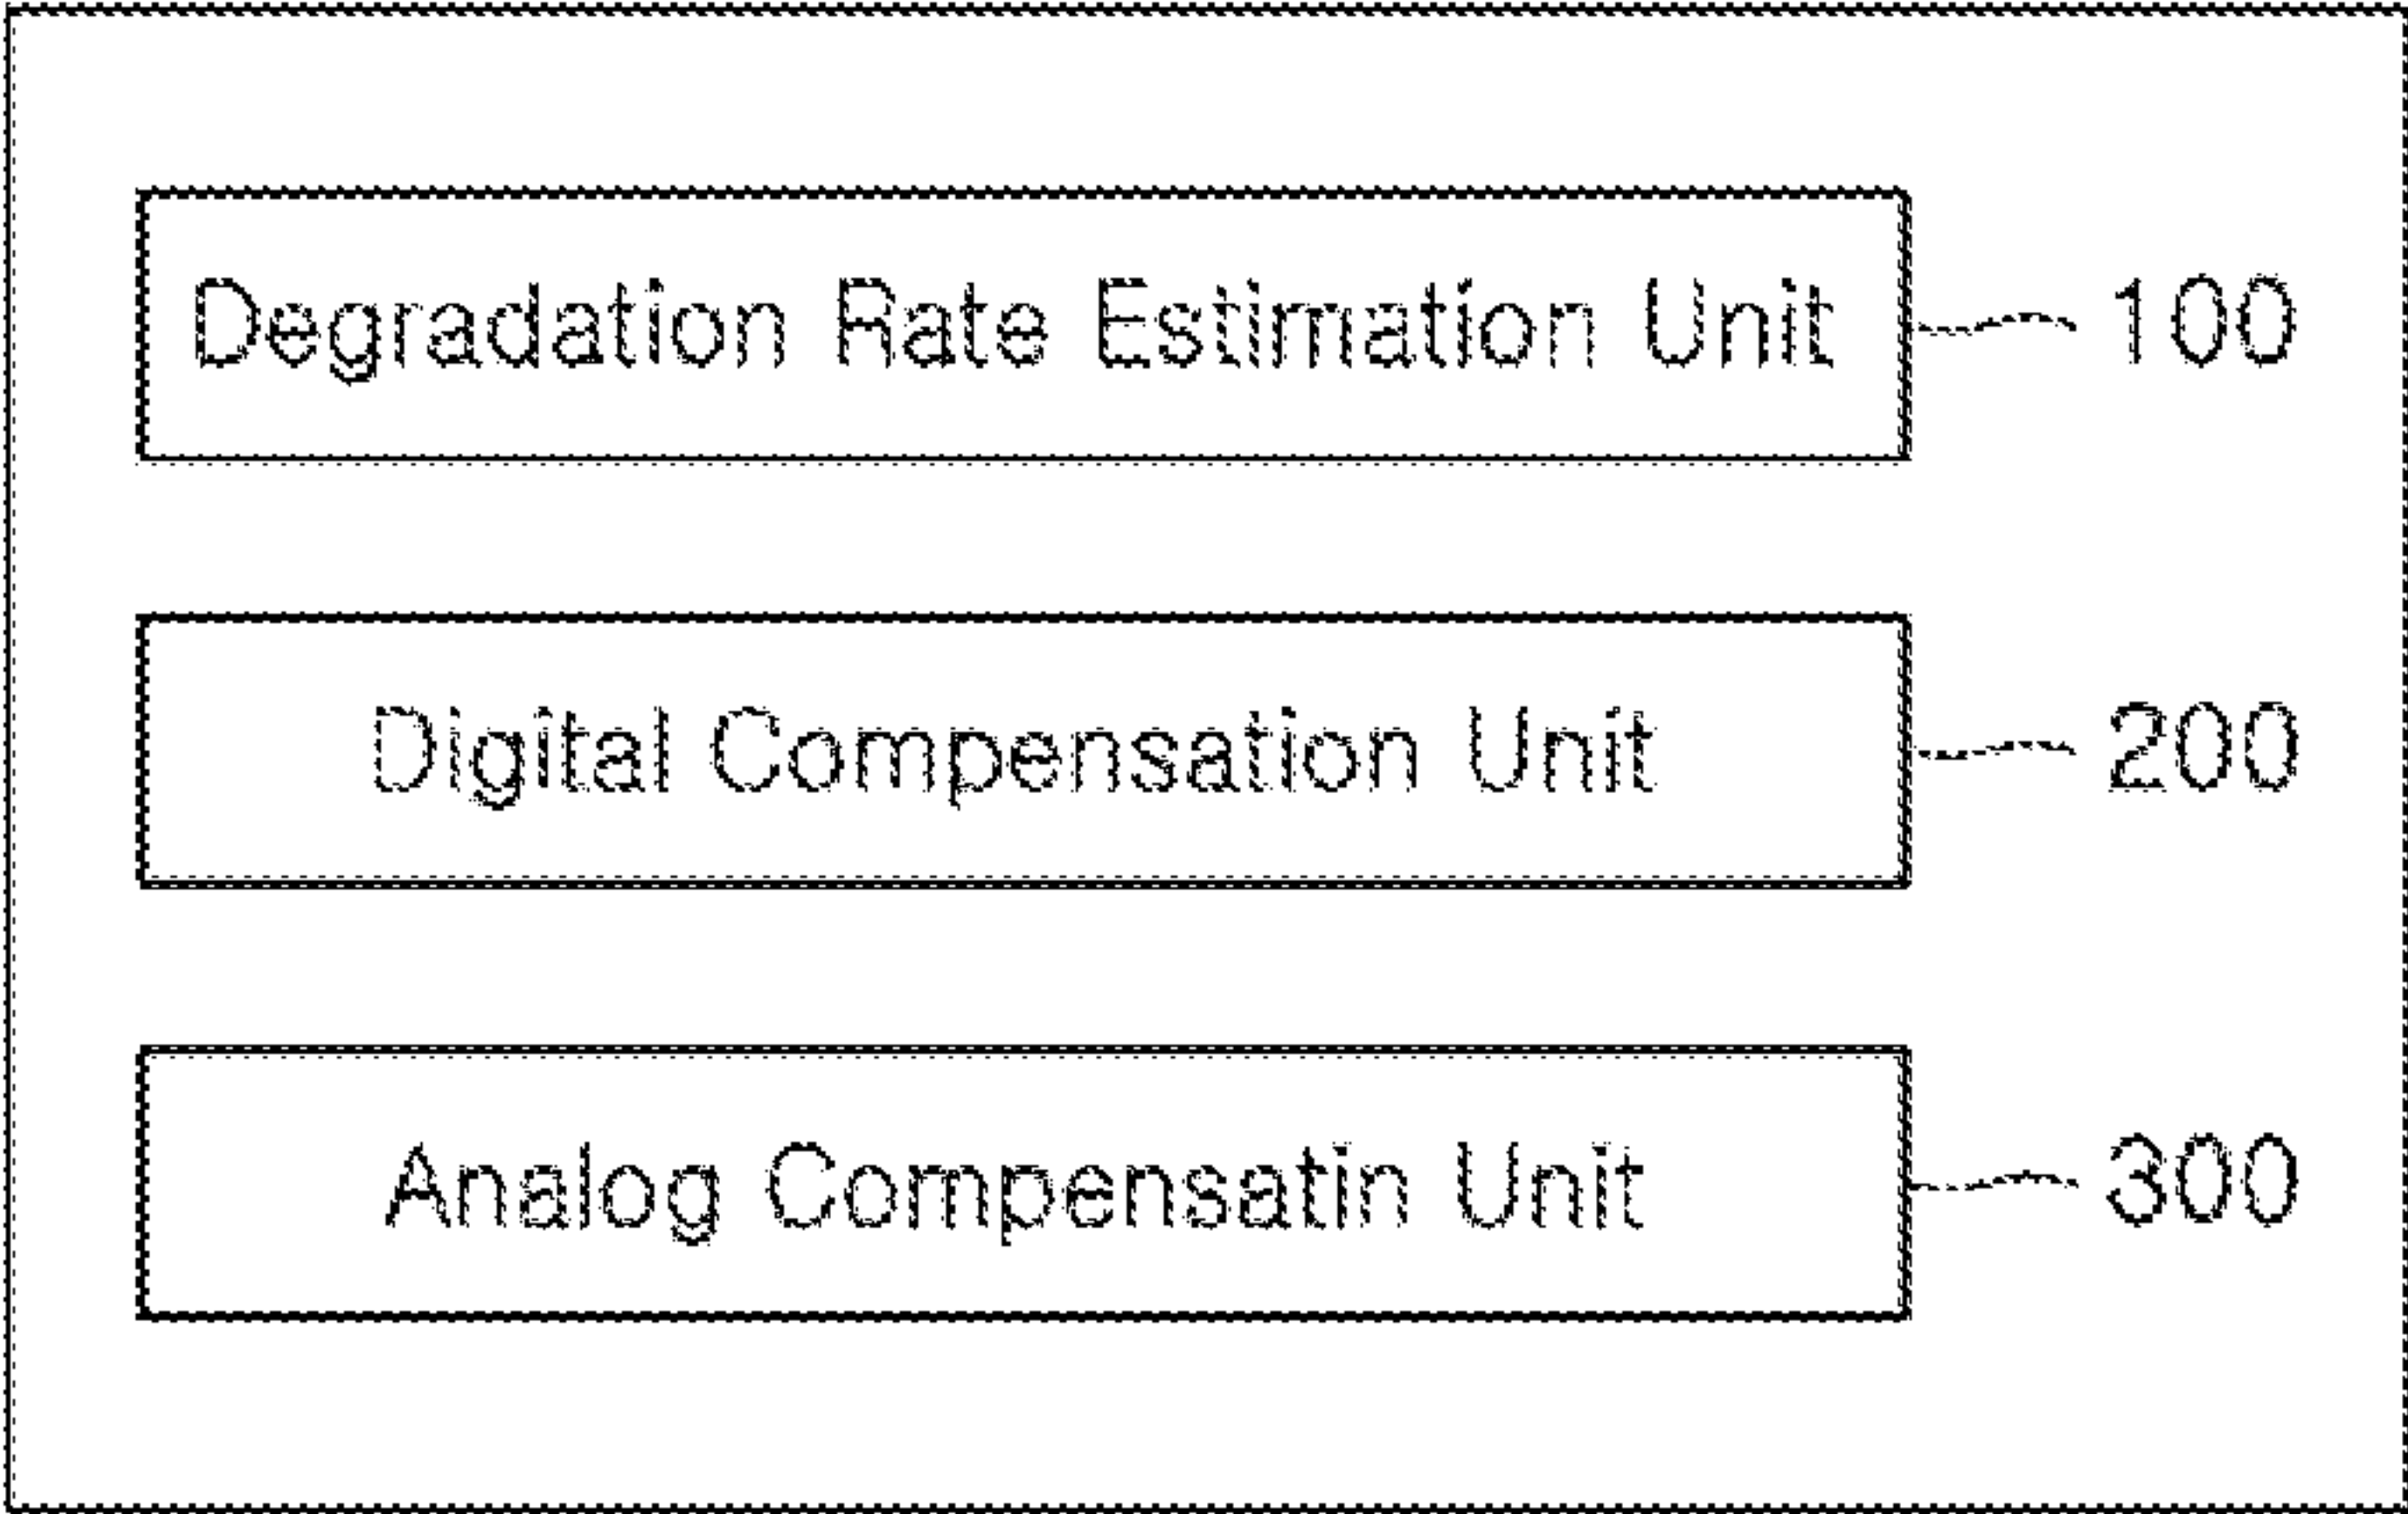 Degradation Rate Estimation Unit 100
Digital Compensation Unit 200
Analog Compensatin Unit 300